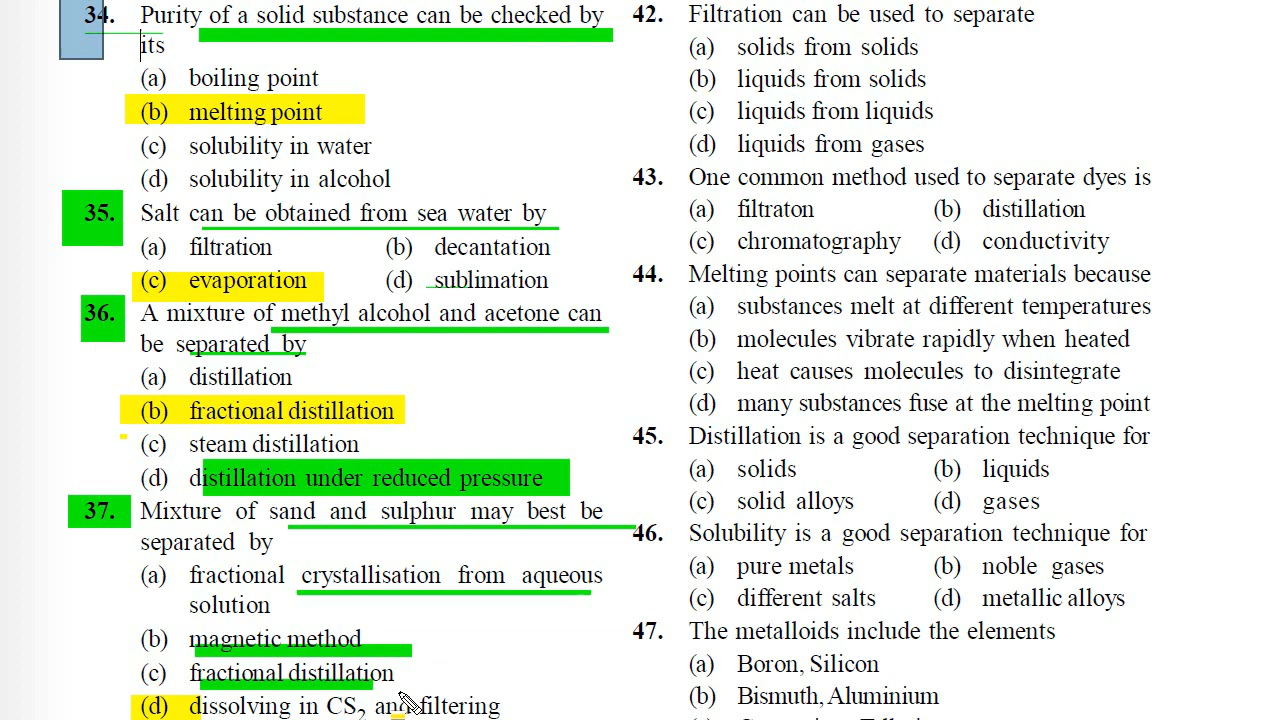 34. Purity of a solid substance can be checked by
its
(a) boiling point
(b) melting point
(c) solubility in water
(d) solubility in alcohol
35. Salt can be obtained from sea water by
(a) filtration (b) decantation
(c) evaporation (d) sublimation
36. A mixture of methyl alcohol and acetone can
be separated by
(a) distillation
(b) fractional distillation
(c) steam distillation
(d) distillation under reduced pressure
37. Mixture of sand and sulphur may best be
separated by
(a) fractional crystallisation from aqueous
solution
(b) magnetic method
(c) fractional distillation
(d) dissolving in CS₂ and filtering
42. Filtration can be used to separate
(a) solids from solids
(b) liquids from solids
(c) liquids from liquids
(d) liquids from gases
43. One common method used to separate dyes is
(a) filtraton (b) distillation
(c) chromatography (d) conductivity
44. Melting points can separate materials because
(a) substances melt at different temperatures
(b) molecules vibrate rapidly when heated
(c) heat causes molecules to disintegrate
(d) many substances fuse at the melting point
45. Distillation is a good separation technique for
(a) solids (b) liquids
(c) solid alloys (d) gases
46. Solubility is a good separation technique for
(a) pure metals (b) noble gases
(c) different salts (d) metallic alloys
47. The metalloids include the elements
(a) Boron, Silicon
(b) Bismuth, Aluminium